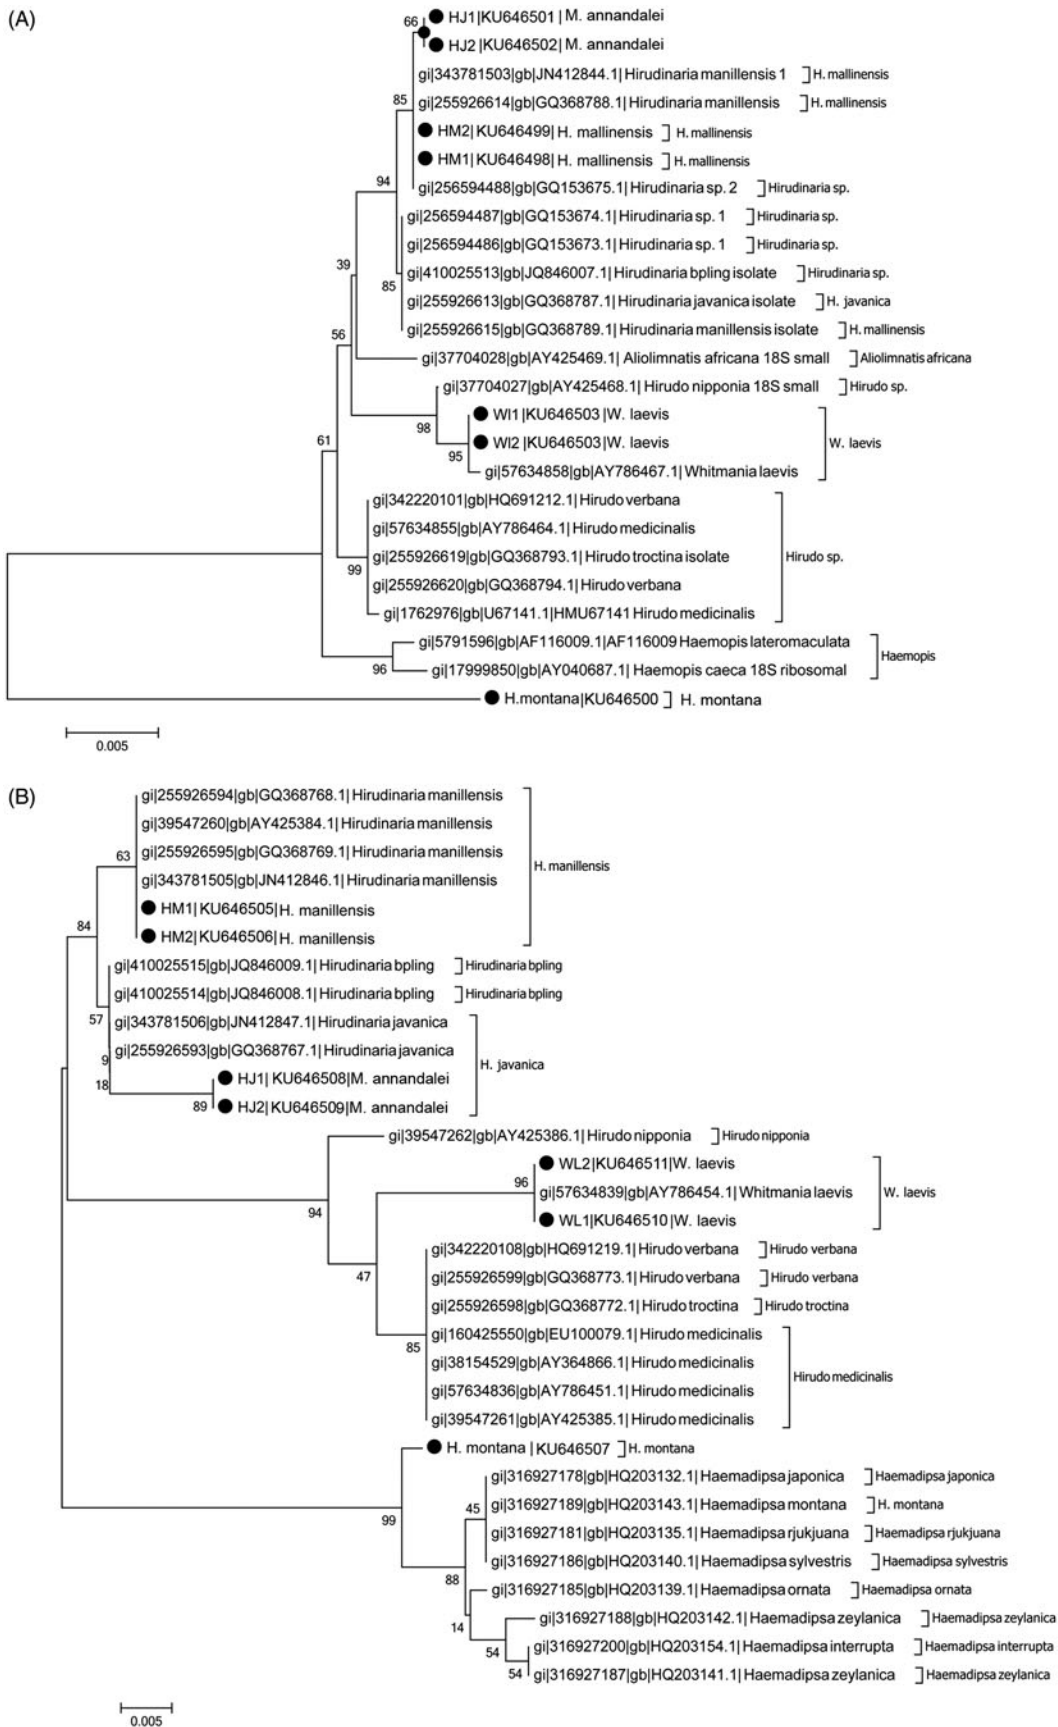 (A)
66
HJ1|KU646501| M. annandalei
HJ2|KU646502| M. annandalei
gi|343781503|gb|JN412844.1| Hirudinaria manillensis 1 H. mallinensis
85
gi|255926614|gb|GQ368788.1| Hirudinaria manillensis H. mallinensis
HM2|KU646499| H. mallinensis H. mallinensis
HM1|KU646498| H. mallinensis H. mallinensis
94
gi|256594488|gb|GQ153675.1| Hirudinaria sp. 2 Hirudinaria sp.
gi|256594487|gb|GQ153674.1| Hirudinaria sp. 1 Hirudinaria sp.
gi|256594486|gb|GQ153673.1| Hirudinaria sp. 1 Hirudinaria sp.
39
gi|410025513|gb|JQ846007.1| Hirudinaria bpling isolate Hirudinaria sp.
85
gi|255926613|gb|GQ368787.1| Hirudinaria javanica isolate H. javanica
gi|255926615|gb|GQ368789.1| Hirudinaria manillensis isolate H. mallinensis
56
gi|37704028|gb|AY425469.1| Aliolimnatis africana 18S small Aliolimnatis africana
gi|37704027|gb|AY425468.1| Hirudo nipponia 18S small Hirudo sp.
Wl1|KU646503|W. laevis
98
Wl2|KU646503|W. laevis W. laevis
61
95
gi|57634858|gb|AY786467.1| Whitmania laevis
gi|342220101|gb|HQ691212.1| Hirudo verbana
gi|57634855|gb|AY786464.1| Hirudo medicinalis
gi|255926619|gb|GQ368793.1| Hirudo troctina isolate Hirudo sp.
99
gi|255926620|gb|GQ368794.1| Hirudo verbana
gi|1762976|gb|U67141.1|HMU67141 Hirudo medicinalis
gi|5791596|gb|AF116009.1|AF116009 Haemopis lateromaculata
Haemopis
96
gi|17999850|gb|AY040687.1| Haemopis caeca 18S ribosomal
H.montana|KU646500 H. montana
0.005
(B)
gi|255926594|gb|GQ368768.1| Hirudinaria manillensis
gi|39547260|gb|AY425384.1| Hirudinaria manillensis
63
gi|255926595|gb|GQ368769.1| Hirudinaria manillensis
H. manillensis
gi|343781505|gb|JN412846.1| Hirudinaria manillensis
HM1|KU646505|H. manillensis
84
HM2|KU646506|H. manillensis
gi|410025515|gb|JQ846009.1| Hirudinaria bpling Hirudinaria bpling
gi|410025514|gb|JQ846008.1| Hirudinaria bpling Hirudinaria bpling
57
gi|343781506|gb|JN412847.1| Hirudinaria javanica
9
gi|255926593|gb|GQ368767.1| Hirudinaria javanica
H. javanica
18
HJ1| KU646508|M. annandalei
89
HJ2|KU646509|M. annandalei
gi|39547262|gb|AY425386.1| Hirudo nipponia Hirudo nipponia
WL2|KU646511|W. laevis
96
gi|57634839|gb|AY786454.1| Whitmania laevis W. laevis
94
WL1|KU646510|W. laevis
gi|342220108|gb|HQ691219.1| Hirudo verbana Hirudo verbana
47
gi|255926599|gb|GQ368773.1| Hirudo verbana Hirudo verbana
gi|255926598|gb|GQ368772.1| Hirudo troctina Hirudo troctina
gi|160425550|gb|EU100079.1| Hirudo medicinalis
85
gi|38154529|gb|AY364866.1| Hirudo medicinalis
Hirudo medicinalis
gi|57634836|gb|AY786451.1| Hirudo medicinalis
gi|39547261|gb|AY425385.1| Hirudo medicinalis
H. montana |KU646507 H. montana
gi|316927178|gb|HQ203132.1| Haemadipsa japonica Haemadipsa japonica
45
gi|316927189|gb|HQ203143.1| Haemadipsa montana H. montana
99
gi|316927181|gb|HQ203135.1| Haemadipsa rjukjuana Haemadipsa rjukjuana
gi|316927186|gb|HQ203140.1| Haemadipsa sylvestris Haemadipsa sylvestris
88
gi|316927185|gb|HQ203139.1| Haemadipsa ornata Haemadipsa ornata
gi|316927188|gb|HQ203142.1| Haemadipsa zeylanica Haemadipsa zeylanica
14
gi|316927200|gb|HQ203154.1| Haemadipsa interrupta Haemadipsa interrupta
54
54
gi|316927187|gb|HQ203141.1| Haemadipsa zeylanica Haemadipsa zeylanica
0.005